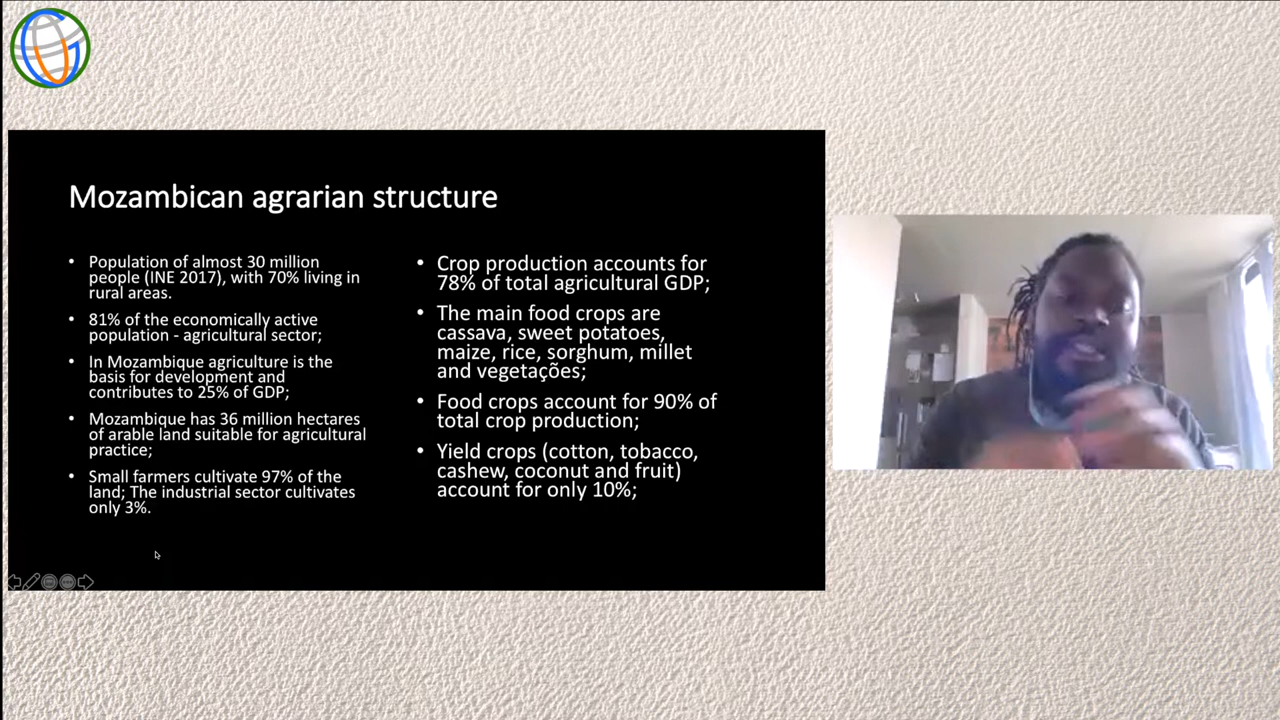 Mozambican agrarian structure
• Population of almost 30 million
people (INE 2017), with 70% living in
rural areas.
• 81% of the economically active
population - agricultural sector;
• In Mozambique agriculture is the
basis for development and
contributes to 25% of GDP;
• Mozambique has 36 million hectares
of arable land suitable for agricultural
practice;
• Small farmers cultivate 97% of the
land; The industrial sector cultivates
only 3%.
• Crop production accounts for
78% of total agricultural GDP;
• The main food crops are
cassava, sweet potatoes,
maize, rice, sorghum, millet
and vegetações;
• Food crops account for 90% of
total crop production;
• Yield crops (cotton, tobacco,
cashew, coconut and fruit)
account for only 10%;